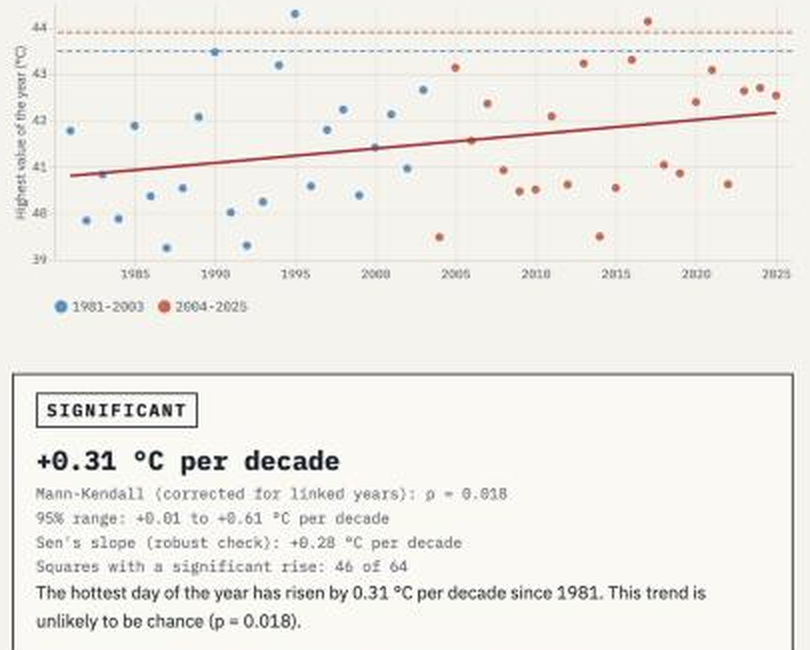 Highest value of the year (°C)
44
43
42
41
40
39
1985 1990 1995 2000 2005 2010 2015 2020 2025
1981-2003 2004-2025
SIGNIFICANT
+0.31 °C per decade
Mann-Kendall (corrected for linked years): p = 0.018
95% range: +0.01 to +0.61 °C per decade
Sen's slope (robust check): +0.28 °C per decade
Squares with a significant rise: 46 of 64
The hottest day of the year has risen by 0.31 °C per decade since 1981. This trend is
unlikely to be chance (p = 0.018).